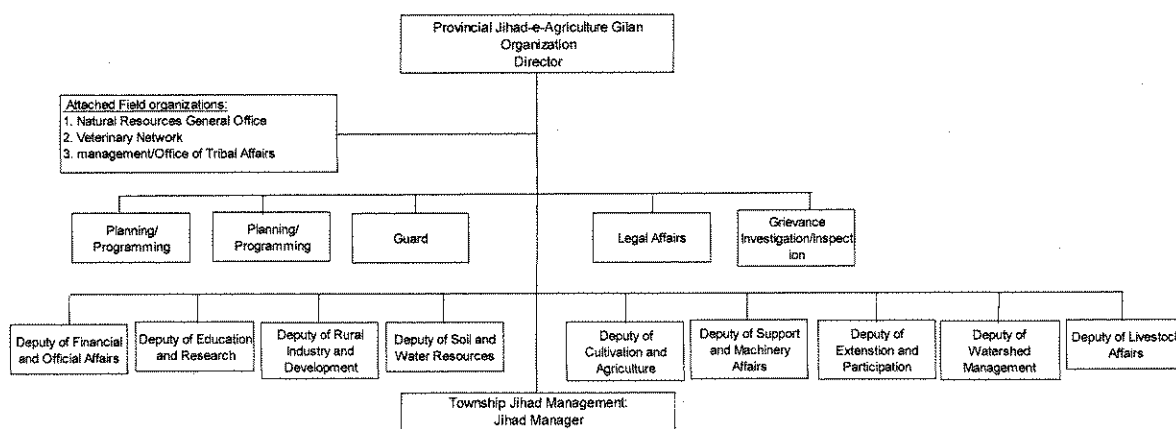 Provincial Jihad-e-Agriculture Gilan
Organization
Director
Attached Field organizations:
1. Natural Resources General Office
2. Veterinary Network
3. management/Office of Tribal Affairs
Planning/
Programming
Planning/
Programming
Guard
Legal Affairs
Grievance
Investigation/Inspect
ion
Deputy of Financial
and Official Affairs
Deputy of Education
and Research
Deputy of Rural
Industry and
Development
Deputy of Soil and
Water Resources
Deputy of
Cultivation and
Agriculture
Deputy of Support
and Machinery
Affairs
Deputy of
Extenstion and
Participation
Deputy of
Watershed
Management
Deputy of Livestock
Affairs
Township Jihad Management:
Jihad Manager